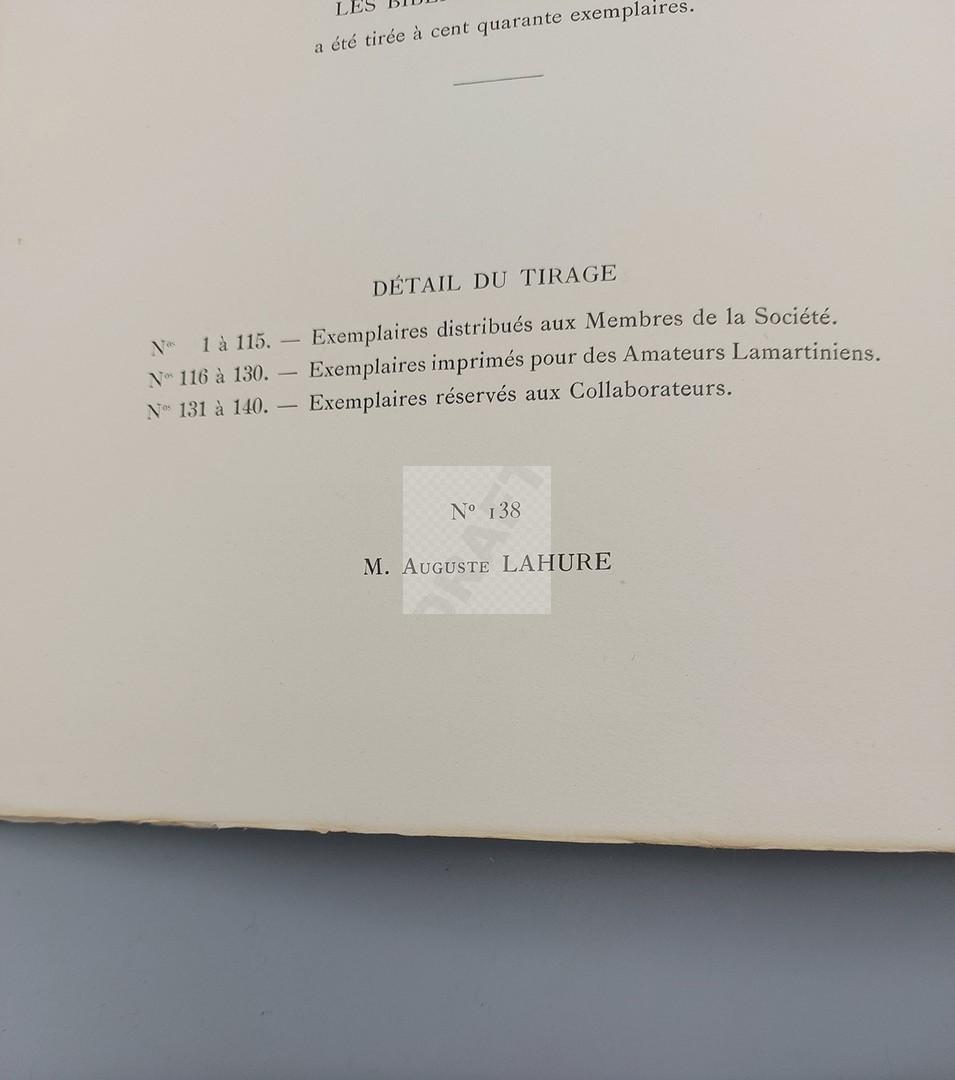 LES
a été tirée à cent quarante exemplaires.
DÉTAIL DU TIRAGE
Nos 1 à 115. — Exemplaires distribués aux Membres de la Société.
Nos 116 à 130. — Exemplaires imprimés pour des Amateurs Lamartiniens.
Nos 131 à 140. — Exemplaires réservés aux Collaborateurs.
DRAFT
No 138
M. Auguste LAHURE